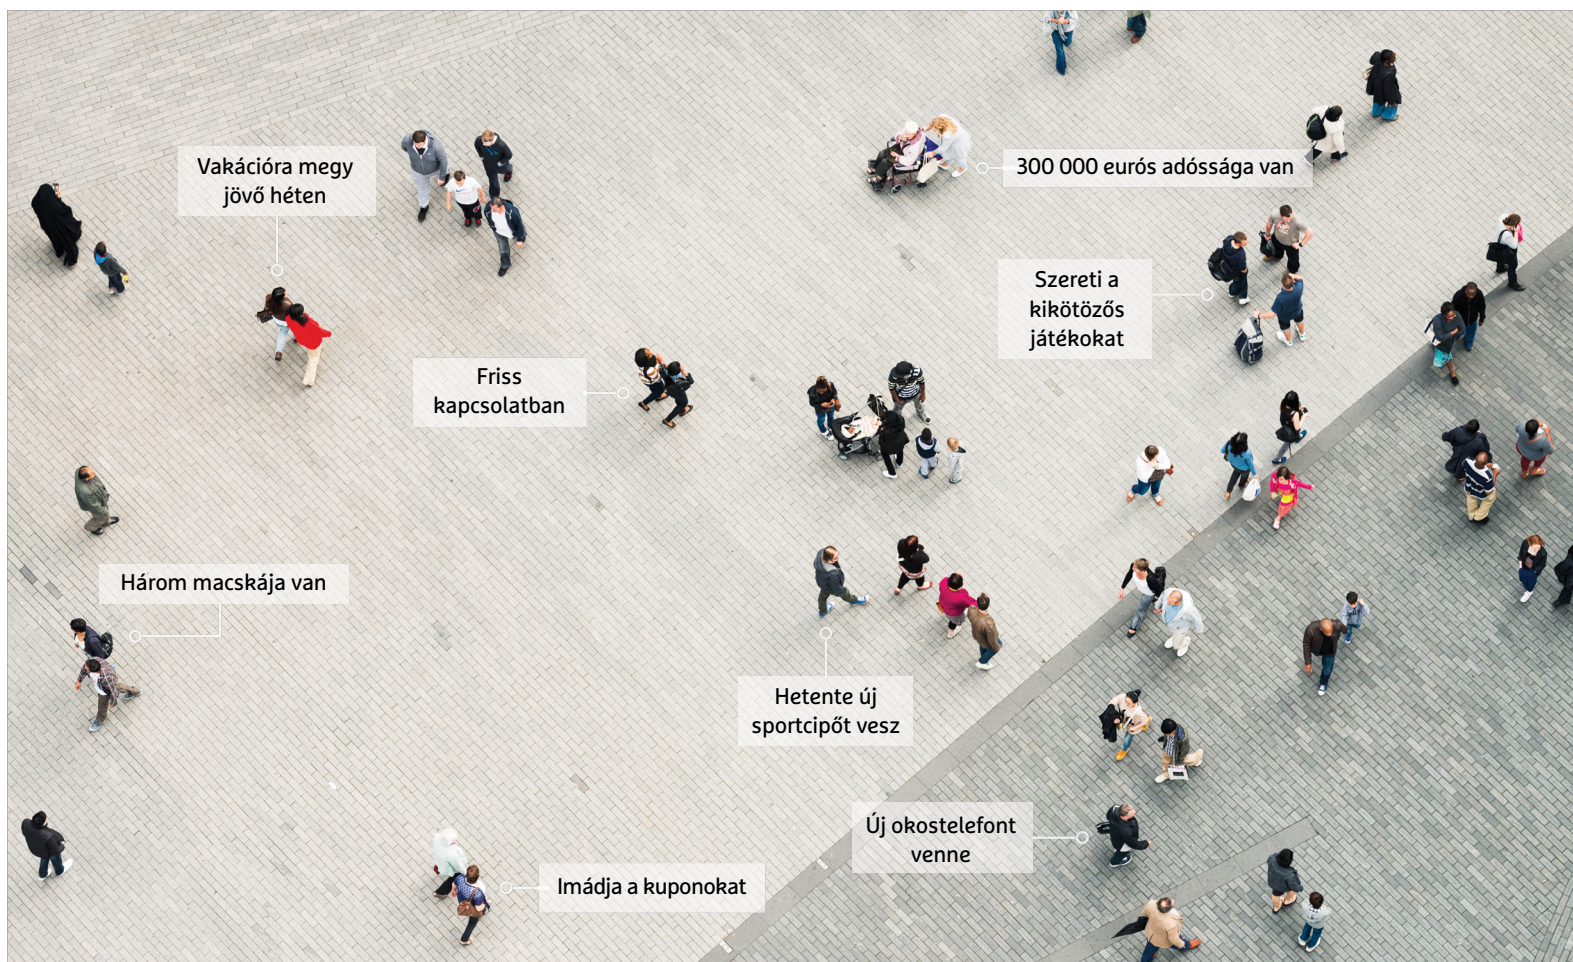 Vakációra megy
jövő héten
300 000 eurós adóssága van
Szereti a
kikötözős
játékokat
Friss
kapcsolatban
Három macskája van
Hetente új
sportcipőt vesz
Új okostelefont
venne
Imádja a kuponokat